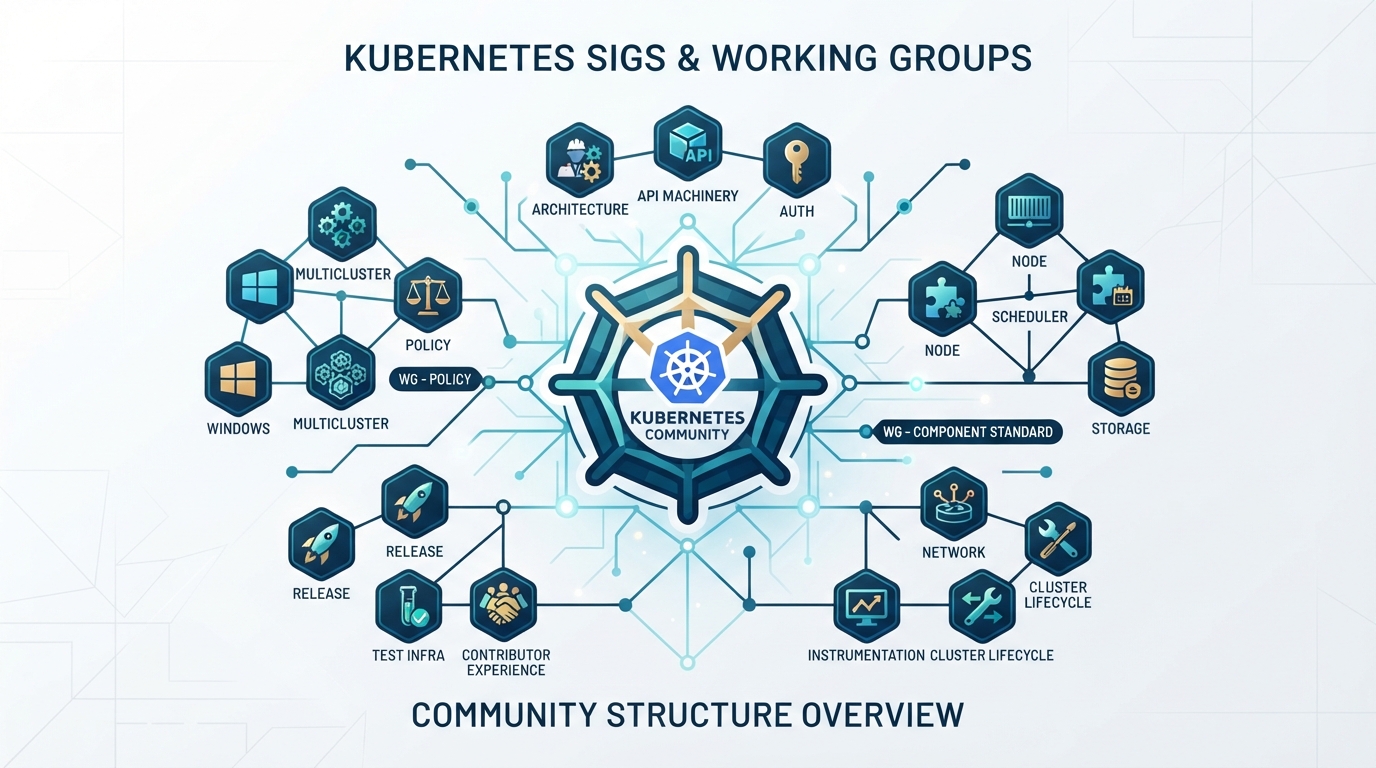 KUBERNETES SIGS & WORKING GROUPS
API
ARCHITECTURE
API MACHINERY
AUTH
MULTICLUSTER
POLICY
WG - POLICY
WINDOWS
MULTICLUSTER
NODE
SCHEDULER
NODE
STORAGE
WG - COMPONENT STANDARD
KUBERNETES
COMMUNITY
RELEASE
RELEASE
TEST INFRA
CONTRIBUTOR
EXPERIENCE
NETWORK
CLUSTER
LIFECYCLE
INSTRUMENTATION
CLUSTER LIFECYCLE
COMMUNITY STRUCTURE OVERVIEW